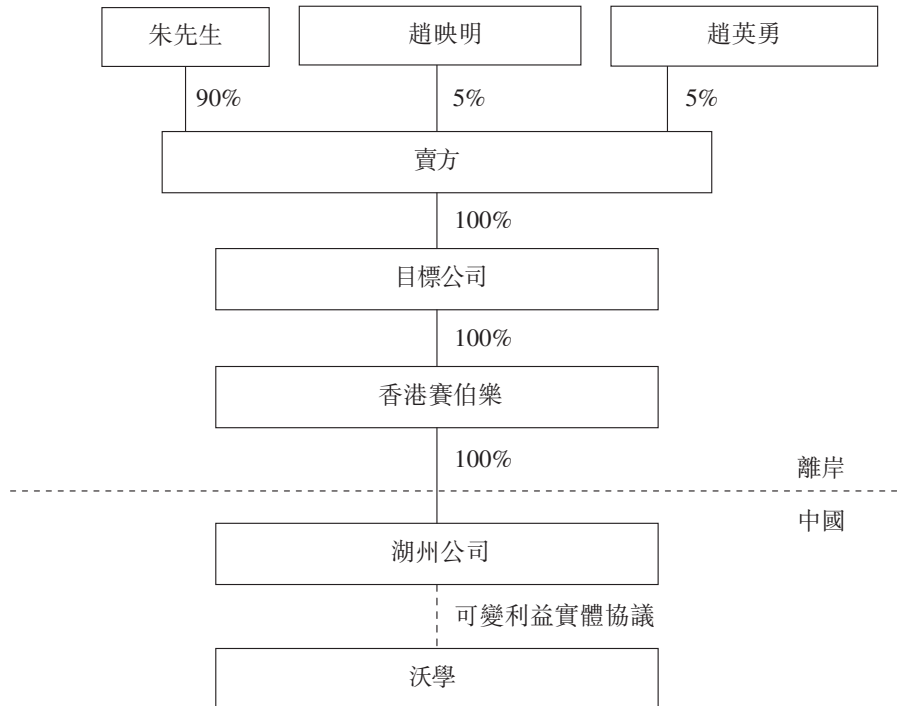 朱先生
趙映明
趙英勇
90%
5%
5%
賣方
100%
目標公司
100%
香港賽伯樂
100%
離岸
中國
湖州公司
可變利益實體協議
沃學